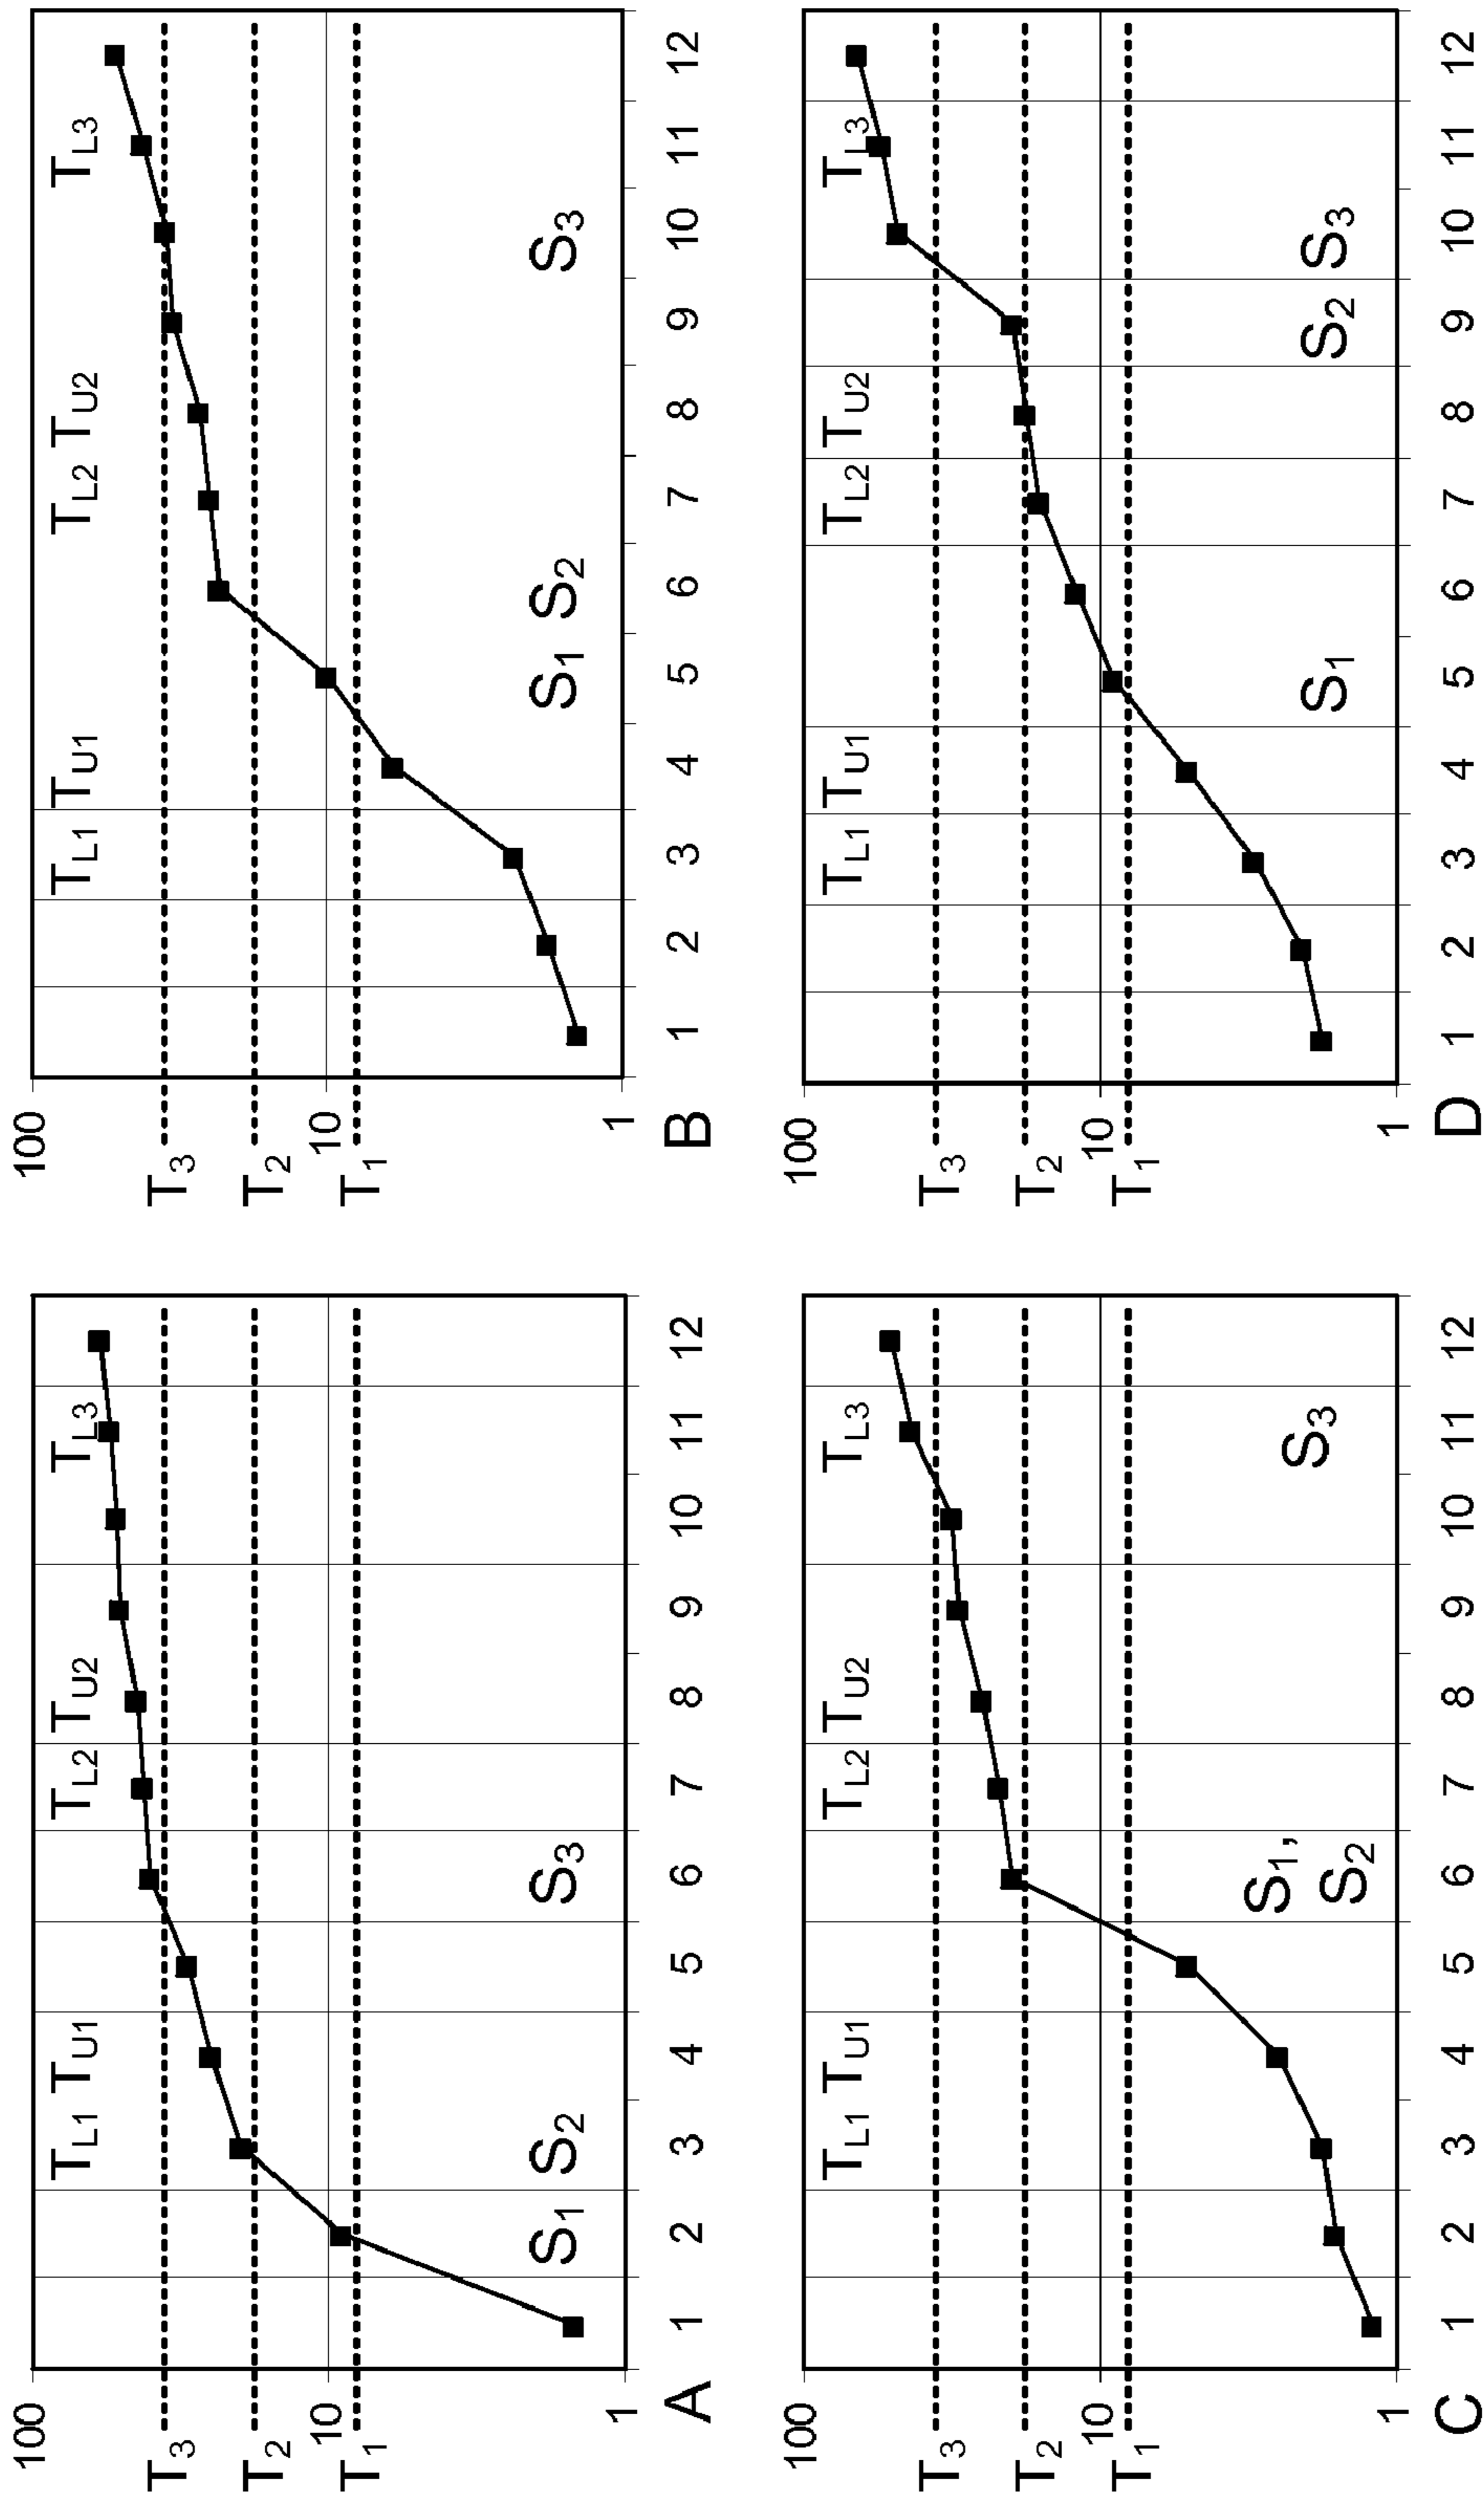 100
TL1 TU1 TL2 TU2 TL3
T3
T2
10
T1
S1 S2 S3
1
A 1 2 3 4 5 6 7 8 9 10 11 12
100
TL1 TU1 TL2 TU2 TL3
T3
T2
10
T1
S1 S2 S3
1
B 1 2 3 4 5 6 7 8 9 10 11 12
100
TL1 TU1 TL2 TU2 TL3
T3
T2
10
T1
S1,
S3
S2
1
C 1 2 3 4 5 6 7 8 9 10 11 12
100
TL1 TU1 TL2 TU2 TL3
T3
T2
10
T1
S1 S2 S3
1
D 1 2 3 4 5 6 7 8 9 10 11 12